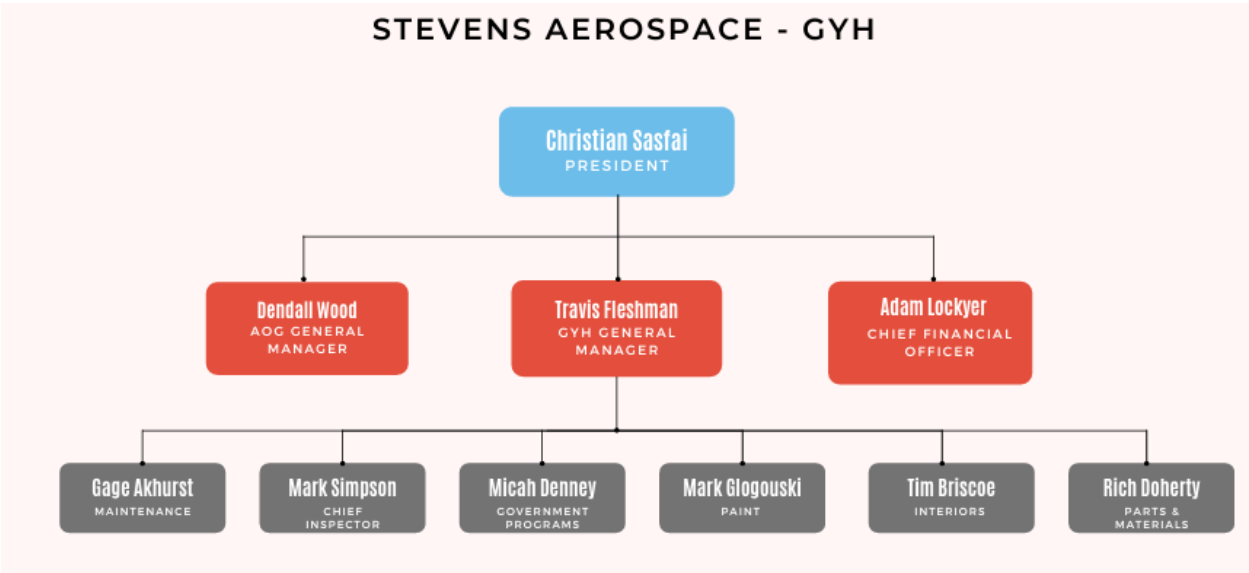 STEVENS AEROSPACE - GYH
Christian Sasfai
PRESIDENT
Dendall Wood
AOG GENERAL
MANAGER
Travis Fleshman
GYH GENERAL
MANAGER
Adam Lockyer
CHIEF FINANCIAL
OFFICER
Gage Akhurst
MAINTENANCE
Mark Simpson
CHIEF
INSPECTOR
Micah Denney
GOVERNMENT
PROGRAMS
Mark Glogouski
PAINT
Tim Briscoe
INTERIORS
Rich Doherty
PARTS &
MATERIALS